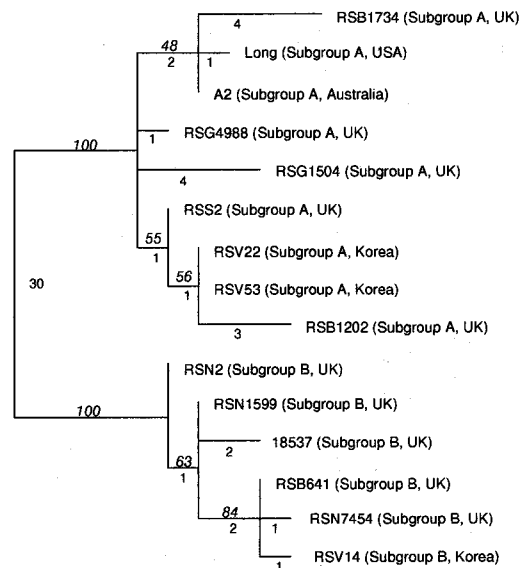 RSB1734 (Subgroup A, UK)
4
48
Long (Subgroup A, USA)
2
1
A2 (Subgroup A, Australia)
RSG4988 (Subgroup A, UK)
1
100
RSG1504 (Subgroup A, UK)
4
RSS2 (Subgroup A, UK)
55
1
RSV22 (Subgroup A, Korea)
56
1
RSV53 (Subgroup A, Korea)
30
RSB1202 (Subgroup A, UK)
3
RSN2 (Subgroup B, UK)
100
RSN1599 (Subgroup B, UK)
18537 (Subgroup B, UK)
2
63
1
RSB641 (Subgroup B, UK)
84
2
RSN7454 (Subgroup B, UK)
1
RSV14 (Subgroup B, Korea)
1